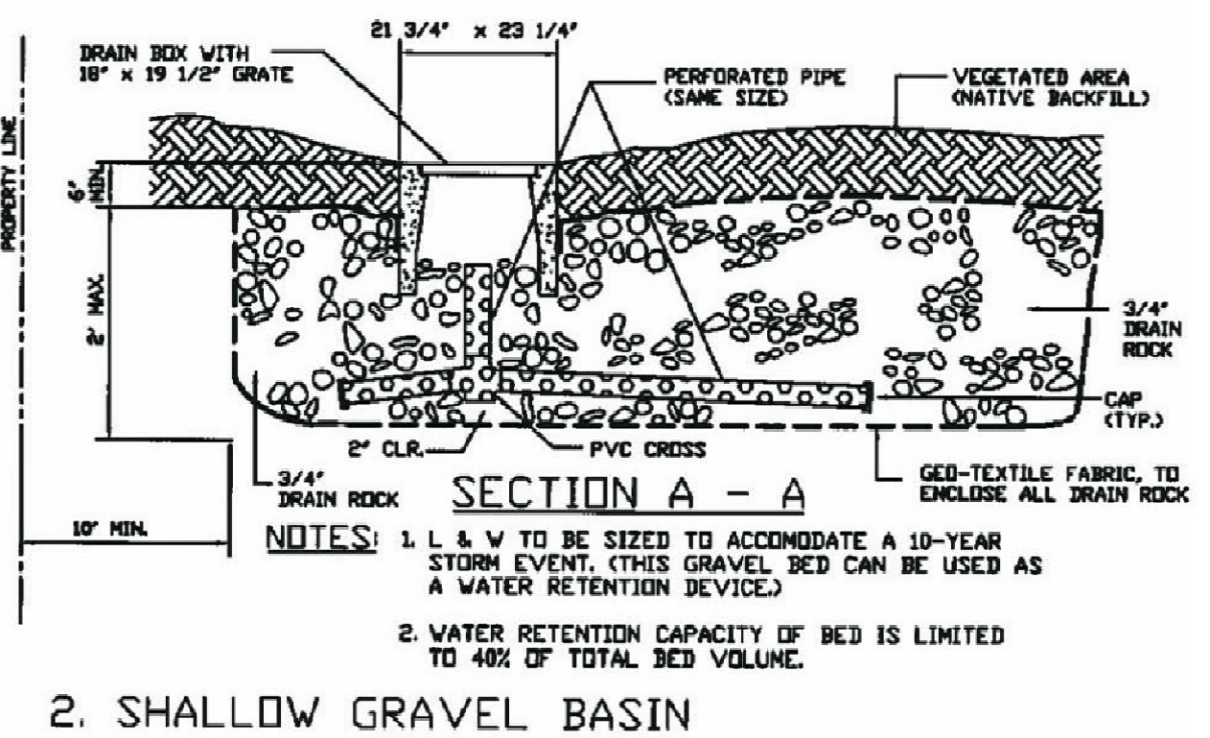 21 3/4" x 23 1/4"
DRAIN BOX WITH
18" x 19 1/2" GRATE
PERFORATED PIPE
(SAME SIZE)
VEGETATED AREA
(NATIVE BACKFILL)
PROPERTY LINE
6"
MIN.
2' MAX.
3/4"
DRAIN
ROCK
CAP
(TYP.)
2" CLR.
PVC CROSS
3/4"
DRAIN ROCK
SECTION A - A
GEO-TEXTILE FABRIC, TO
ENCLOSE ALL DRAIN ROCK
10' MIN.
NOTES: 1. L & W TO BE SIZED TO ACCOMODATE A 10-YEAR
STORM EVENT. (THIS GRAVEL BED CAN BE USED AS
A WATER RETENTION DEVICE.)
2. WATER RETENTION CAPACITY OF BED IS LIMITED
TO 40% OF TOTAL BED VOLUME.
2. SHALLOW GRAVEL BASIN